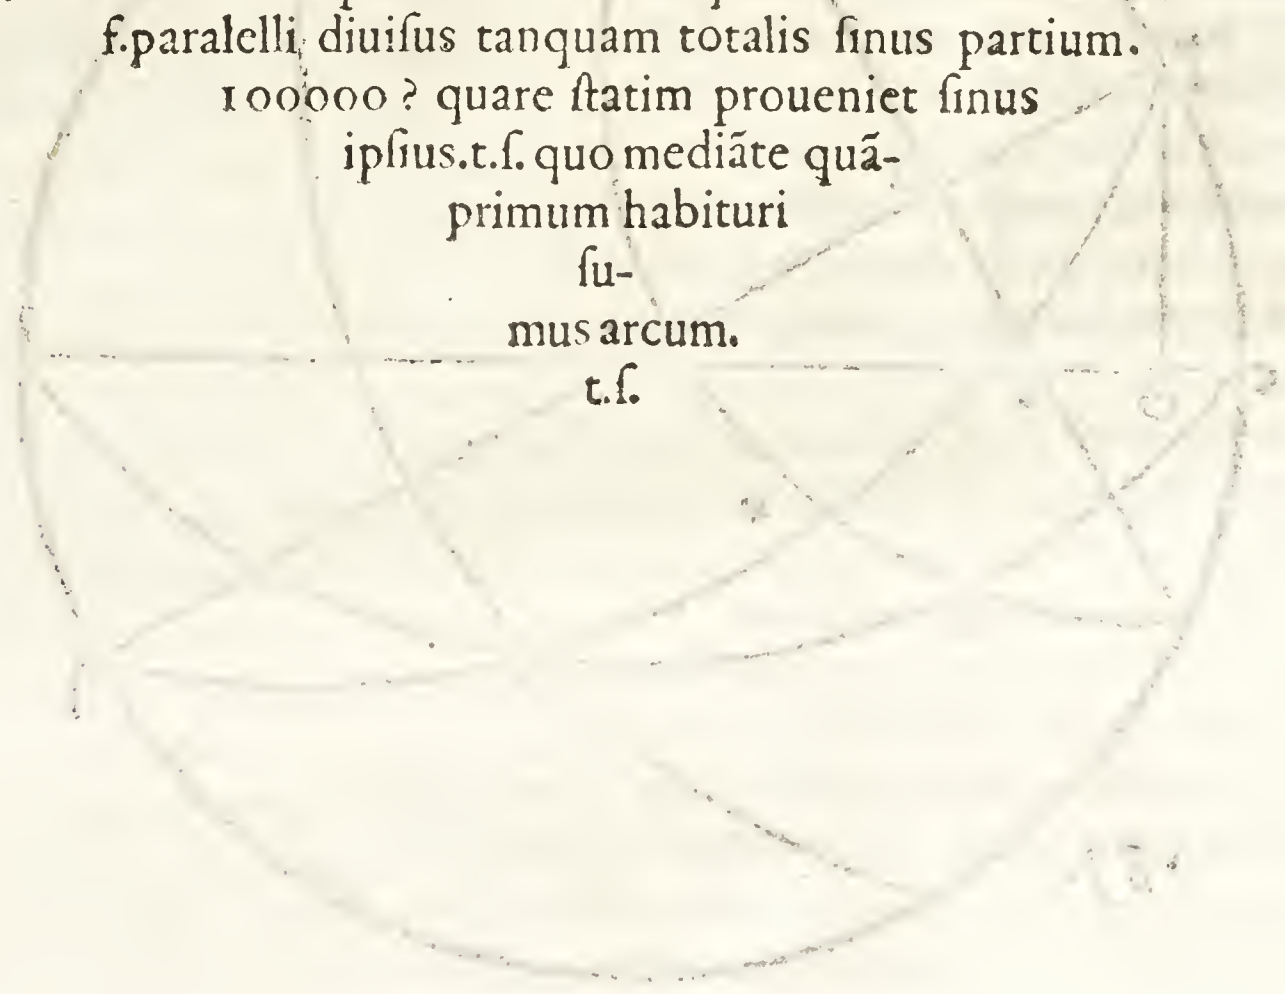 f.paralelli, diuiſus tanquam totalis ſinus partium.
100000 ? quare ſtatim proueniet ſinus
ipſius.t.ſ. quo mediãte quã-
primum habituri
ſu-
mus arcum.
t.ſ.